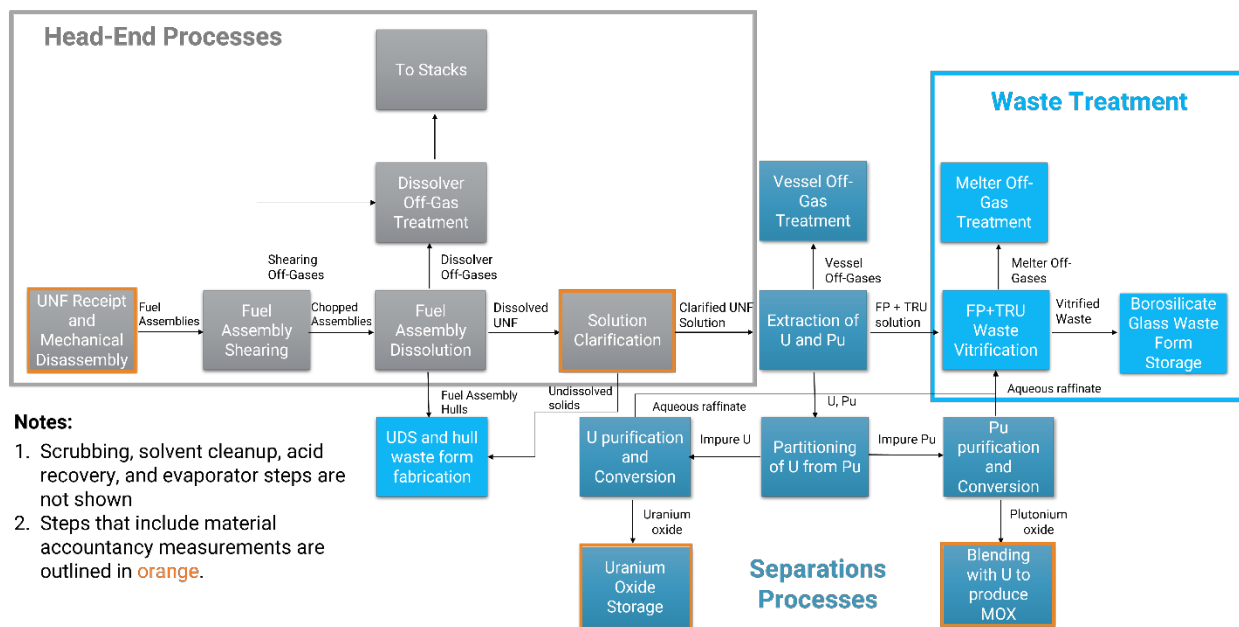 Head-End Processes
To Stacks
Waste Treatment
Dissolver
Off-Gas
Treatment
Vessel Off-
Gas
Treatment
Melter Off-
Gas
Treatment
Shearing
Off-Gases
Dissolver
Off-Gases
Vessel
Off-Gases
Melter Off-
Gases
UNF Receipt
and
Mechanical
Disassembly
Fuel
Assemblies
Fuel
Assembly
Shearing
Chopped
Assemblies
Fuel
Assembly
Dissolution
Dissolved
UNF
Solution
Clarification
Clarified UNF
Solution
Extraction of
U and Pu
FP + TRU
solution
FP+TRU
Waste
Vitrification
Vitrified
Waste
Borosilicate
Glass Waste
Form
Storage
Fuel Assembly
Hulls
Undissolved
solids
Aqueous raffinate
U, Pu
Aqueous raffinate
UDS and hull
waste form
fabrication
U purification
and
Conversion
Impure U
Partitioning
of U from Pu
Impure Pu
Pu
purification
and
Conversion
Uranium
oxide
Plutonium
oxide
Uranium
Oxide
Storage
Separations
Processes
Blending
with U to
produce
MOX
Notes:
1. Scrubbing, solvent cleanup, acid
recovery, and evaporator steps are
not shown
2. Steps that include material
accountancy measurements are
outlined in orange.